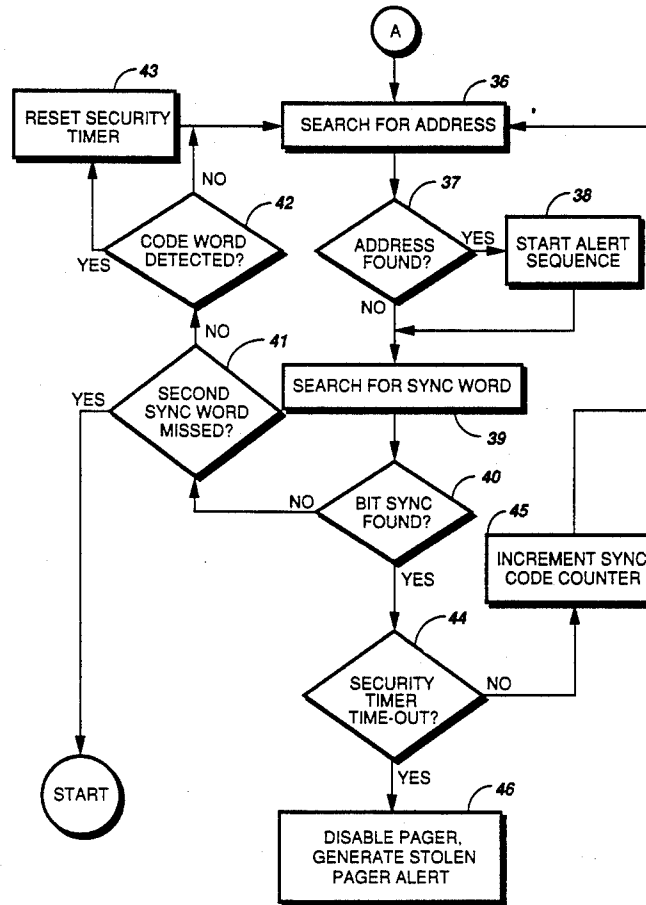 A
43
RESET SECURITY
TIMER
36
SEARCH FOR ADDRESS
NO
42
CODE WORD
DETECTED?
YES
37
ADDRESS
FOUND?
YES
NO
38
START ALERT
SEQUENCE
NO
41
SECOND
SYNC WORD
MISSED?
YES
SEARCH FOR SYNC WORD
39
40
BIT SYNC
FOUND?
NO
YES
45
INCREMENT SYNC
CODE COUNTER
44
SECURITY
TIMER
TIME-OUT?
NO
YES
START
46
DISABLE PAGER,
GENERATE STOLEN
PAGER ALERT